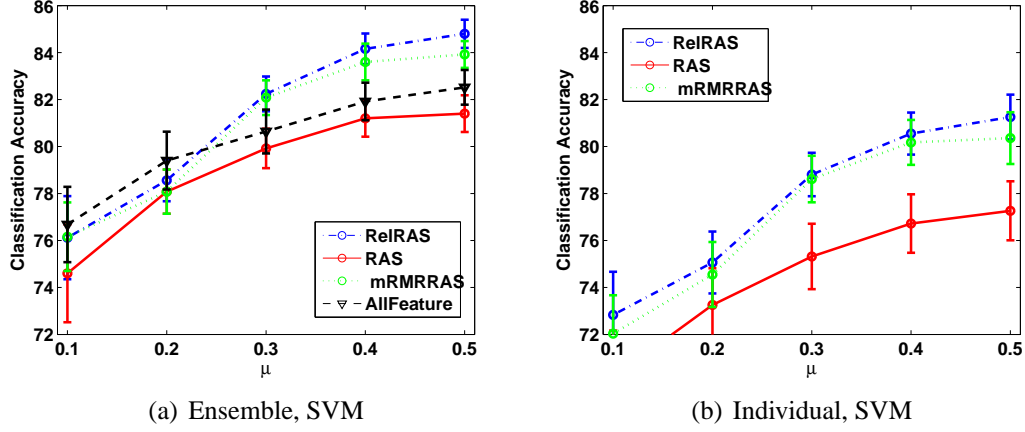 86
84
82
80
78
76
74
72
Classification Accuracy
RelRAS
RAS
mRMRRAS
AllFeature
0.1 0.2 0.3 0.4 0.5
μ
(a) Ensemble, SVM
86
84
82
80
78
76
74
72
Classification Accuracy
RelRAS
RAS
mRMRRAS
0.1 0.2 0.3 0.4 0.5
μ
(b) Individual, SVM